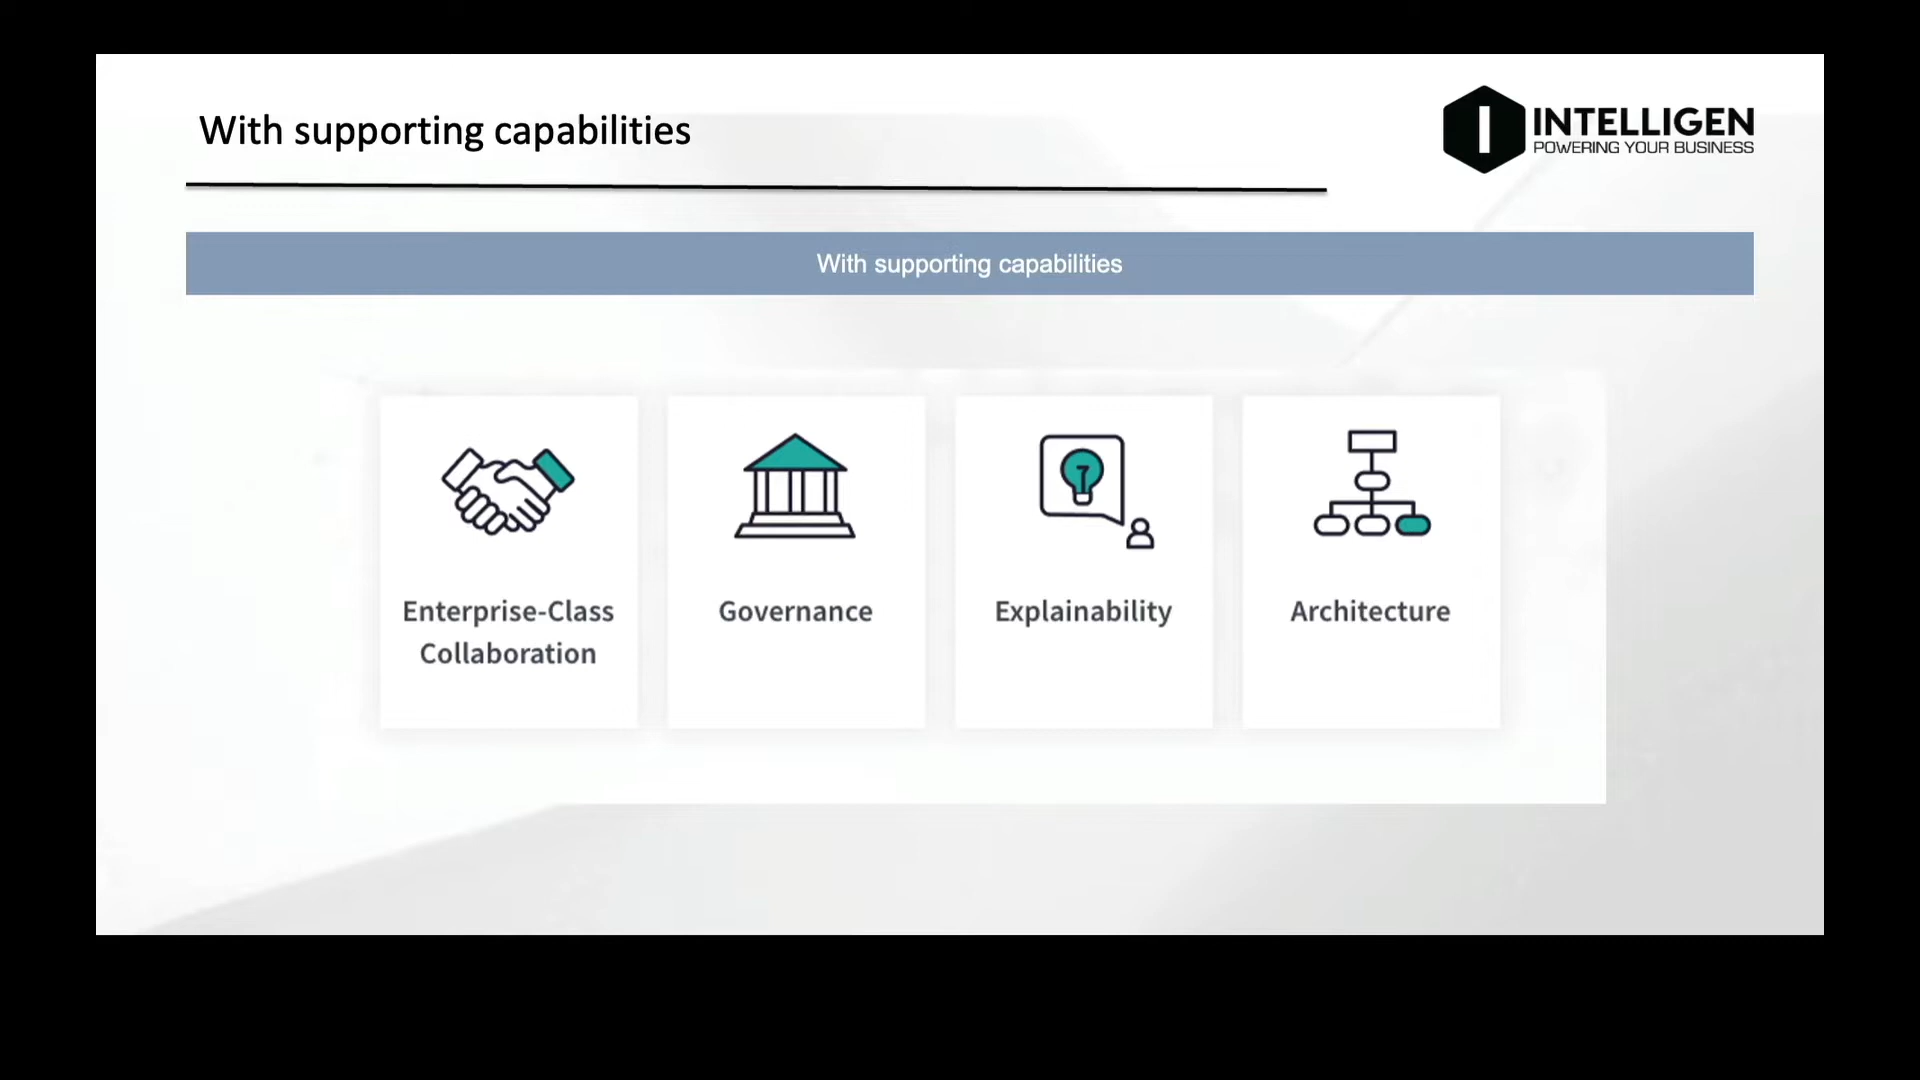 With supporting capabilities
INTELLIGEN
POWERING YOUR BUSINESS
With supporting capabilities
Enterprise-Class
Collaboration
Governance
Explainability
Architecture